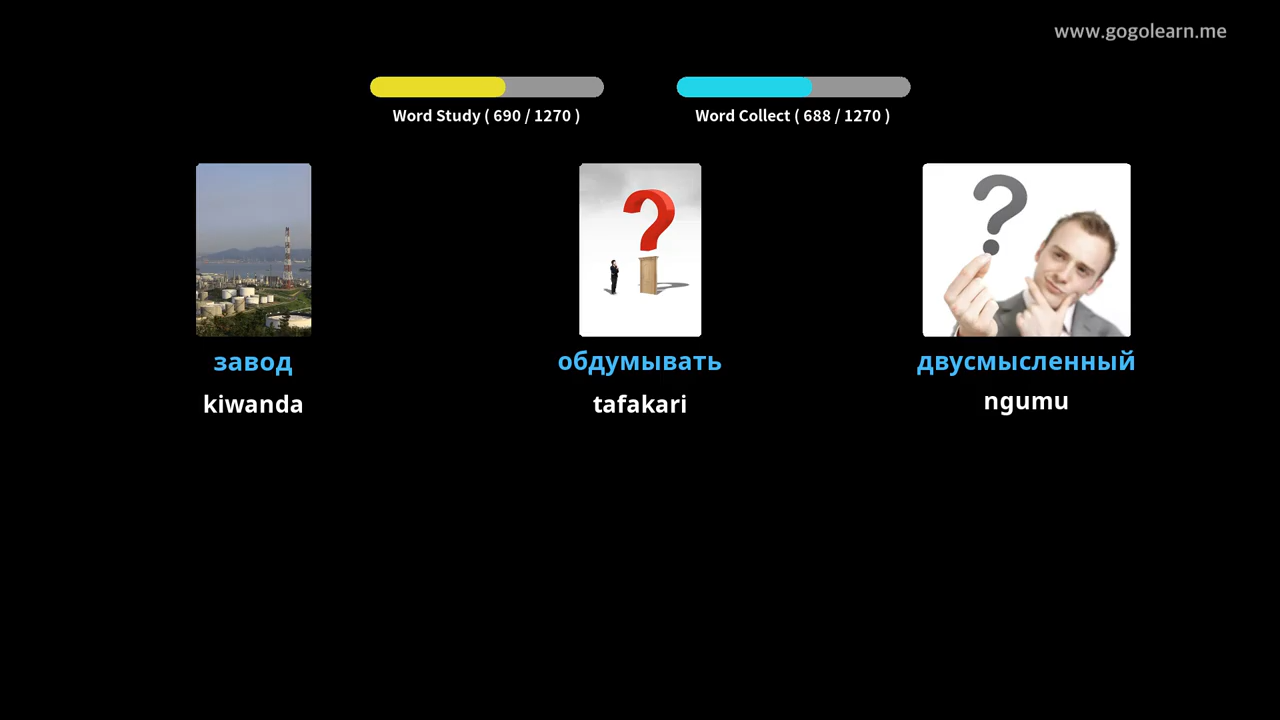 www.gogolearn.me
Word Study ( 690 / 1270 )
Word Collect ( 688 / 1270 )
завод
обдумывать
двусмысленный
kiwanda
tafakari
ngumu